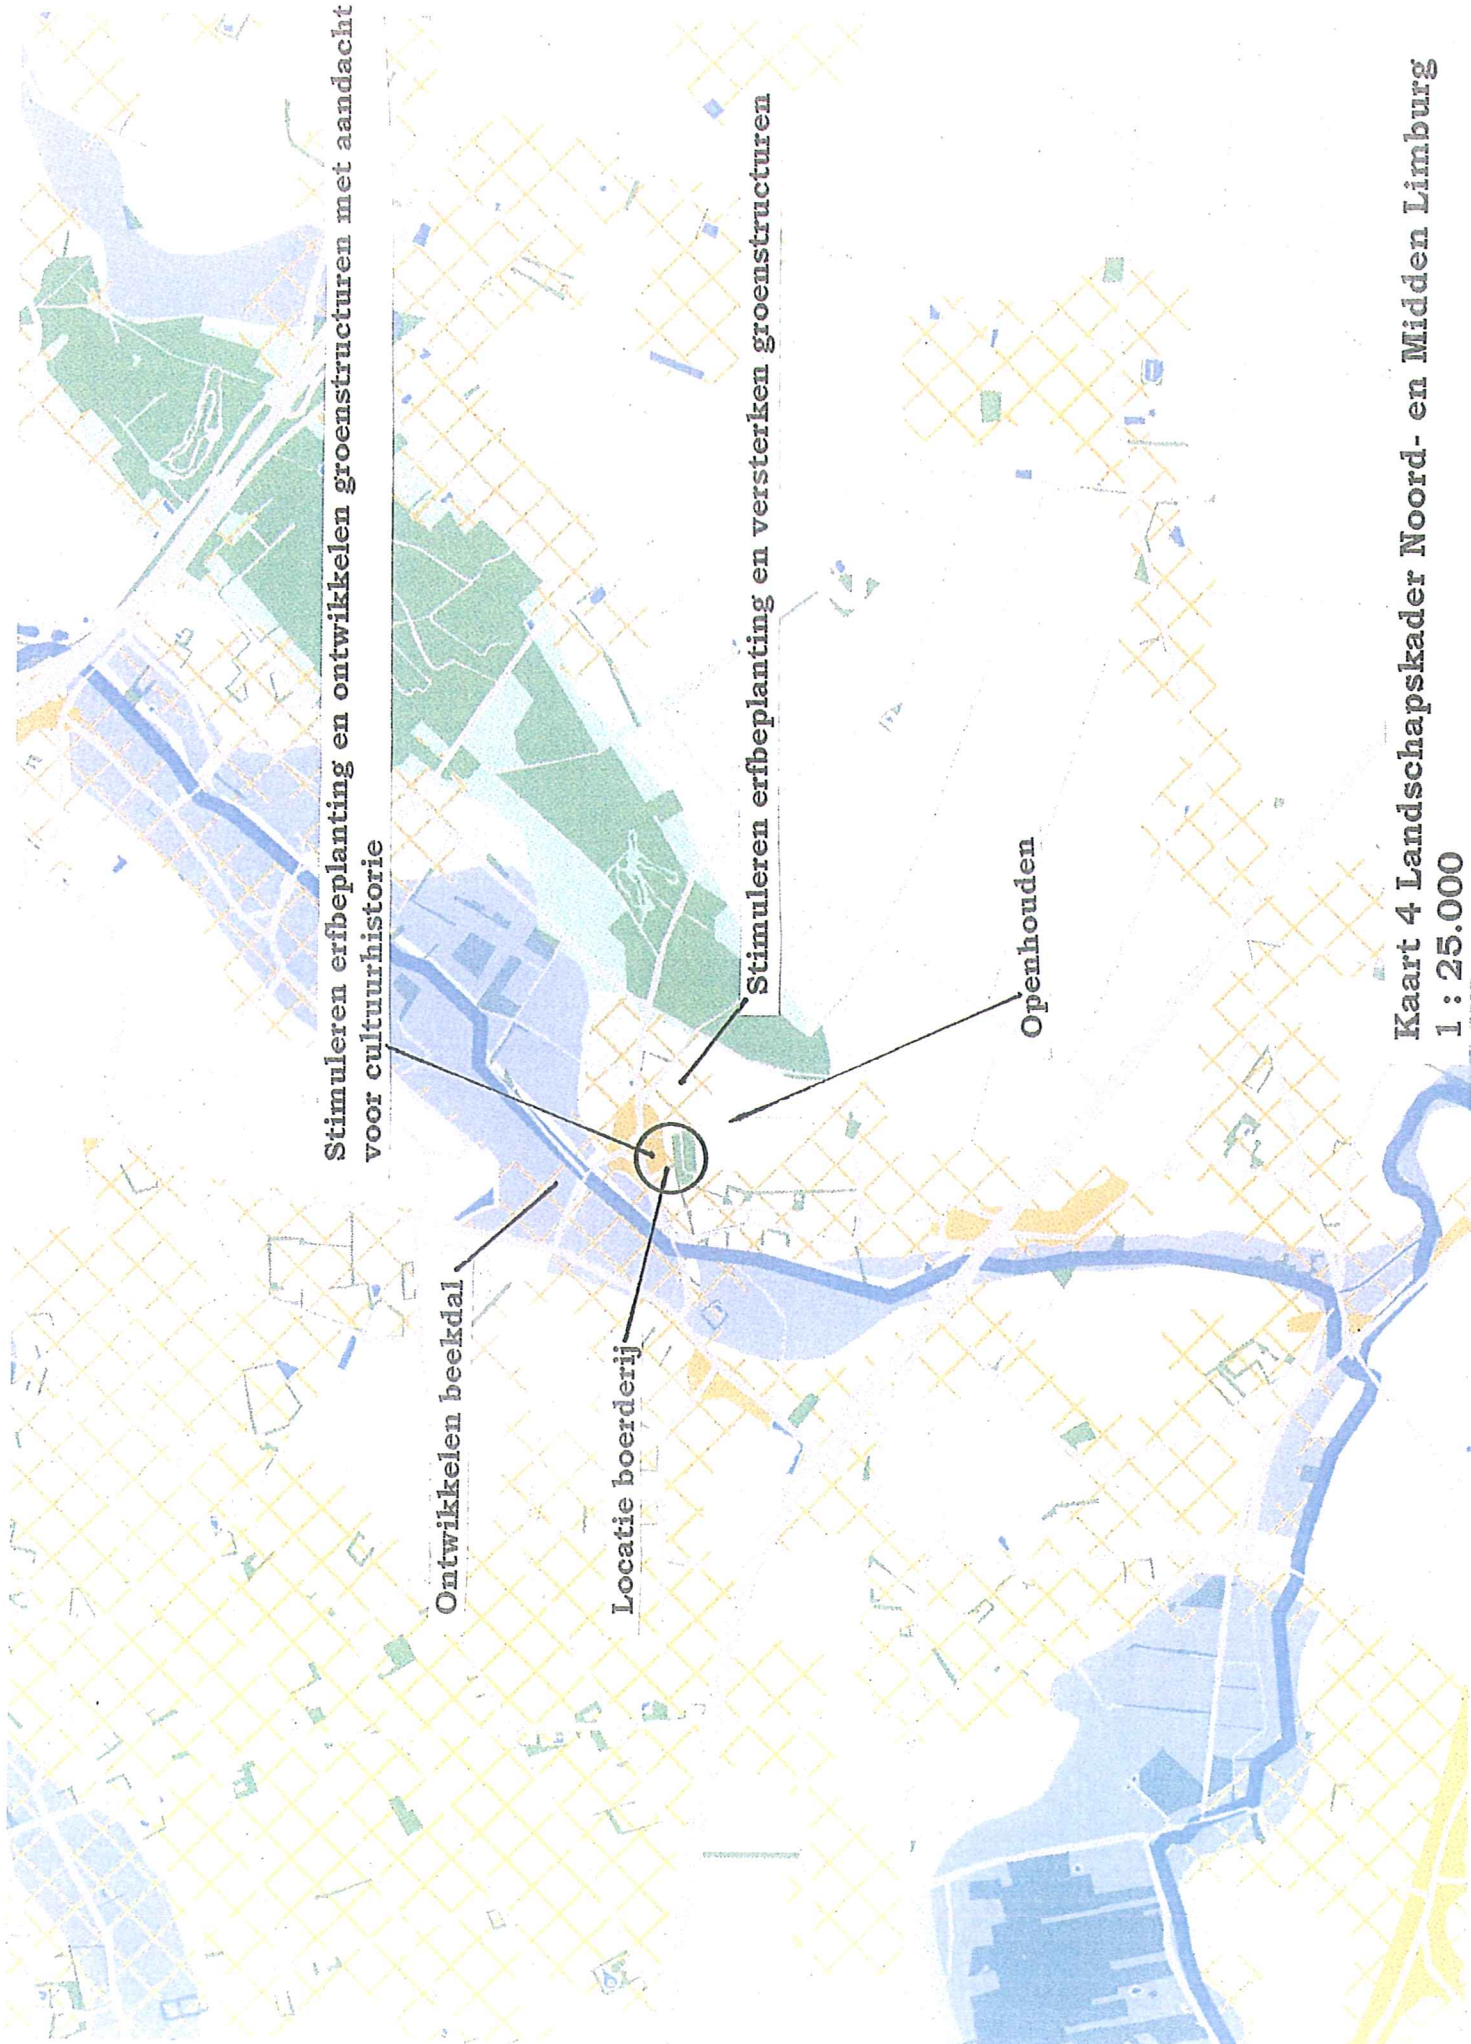 Stimuleren erfbeplanting en ontwikkelen groenstructuren met aandacht
voor cultuurhistorie
Ontwikkelen beekdal
Locatie boerderij
Stimuleren erfbeplanting en versterken groenstructuren
Openhouden
Kaart 4 Landschapskader Noord- en Midden Limburg
1 : 25.000